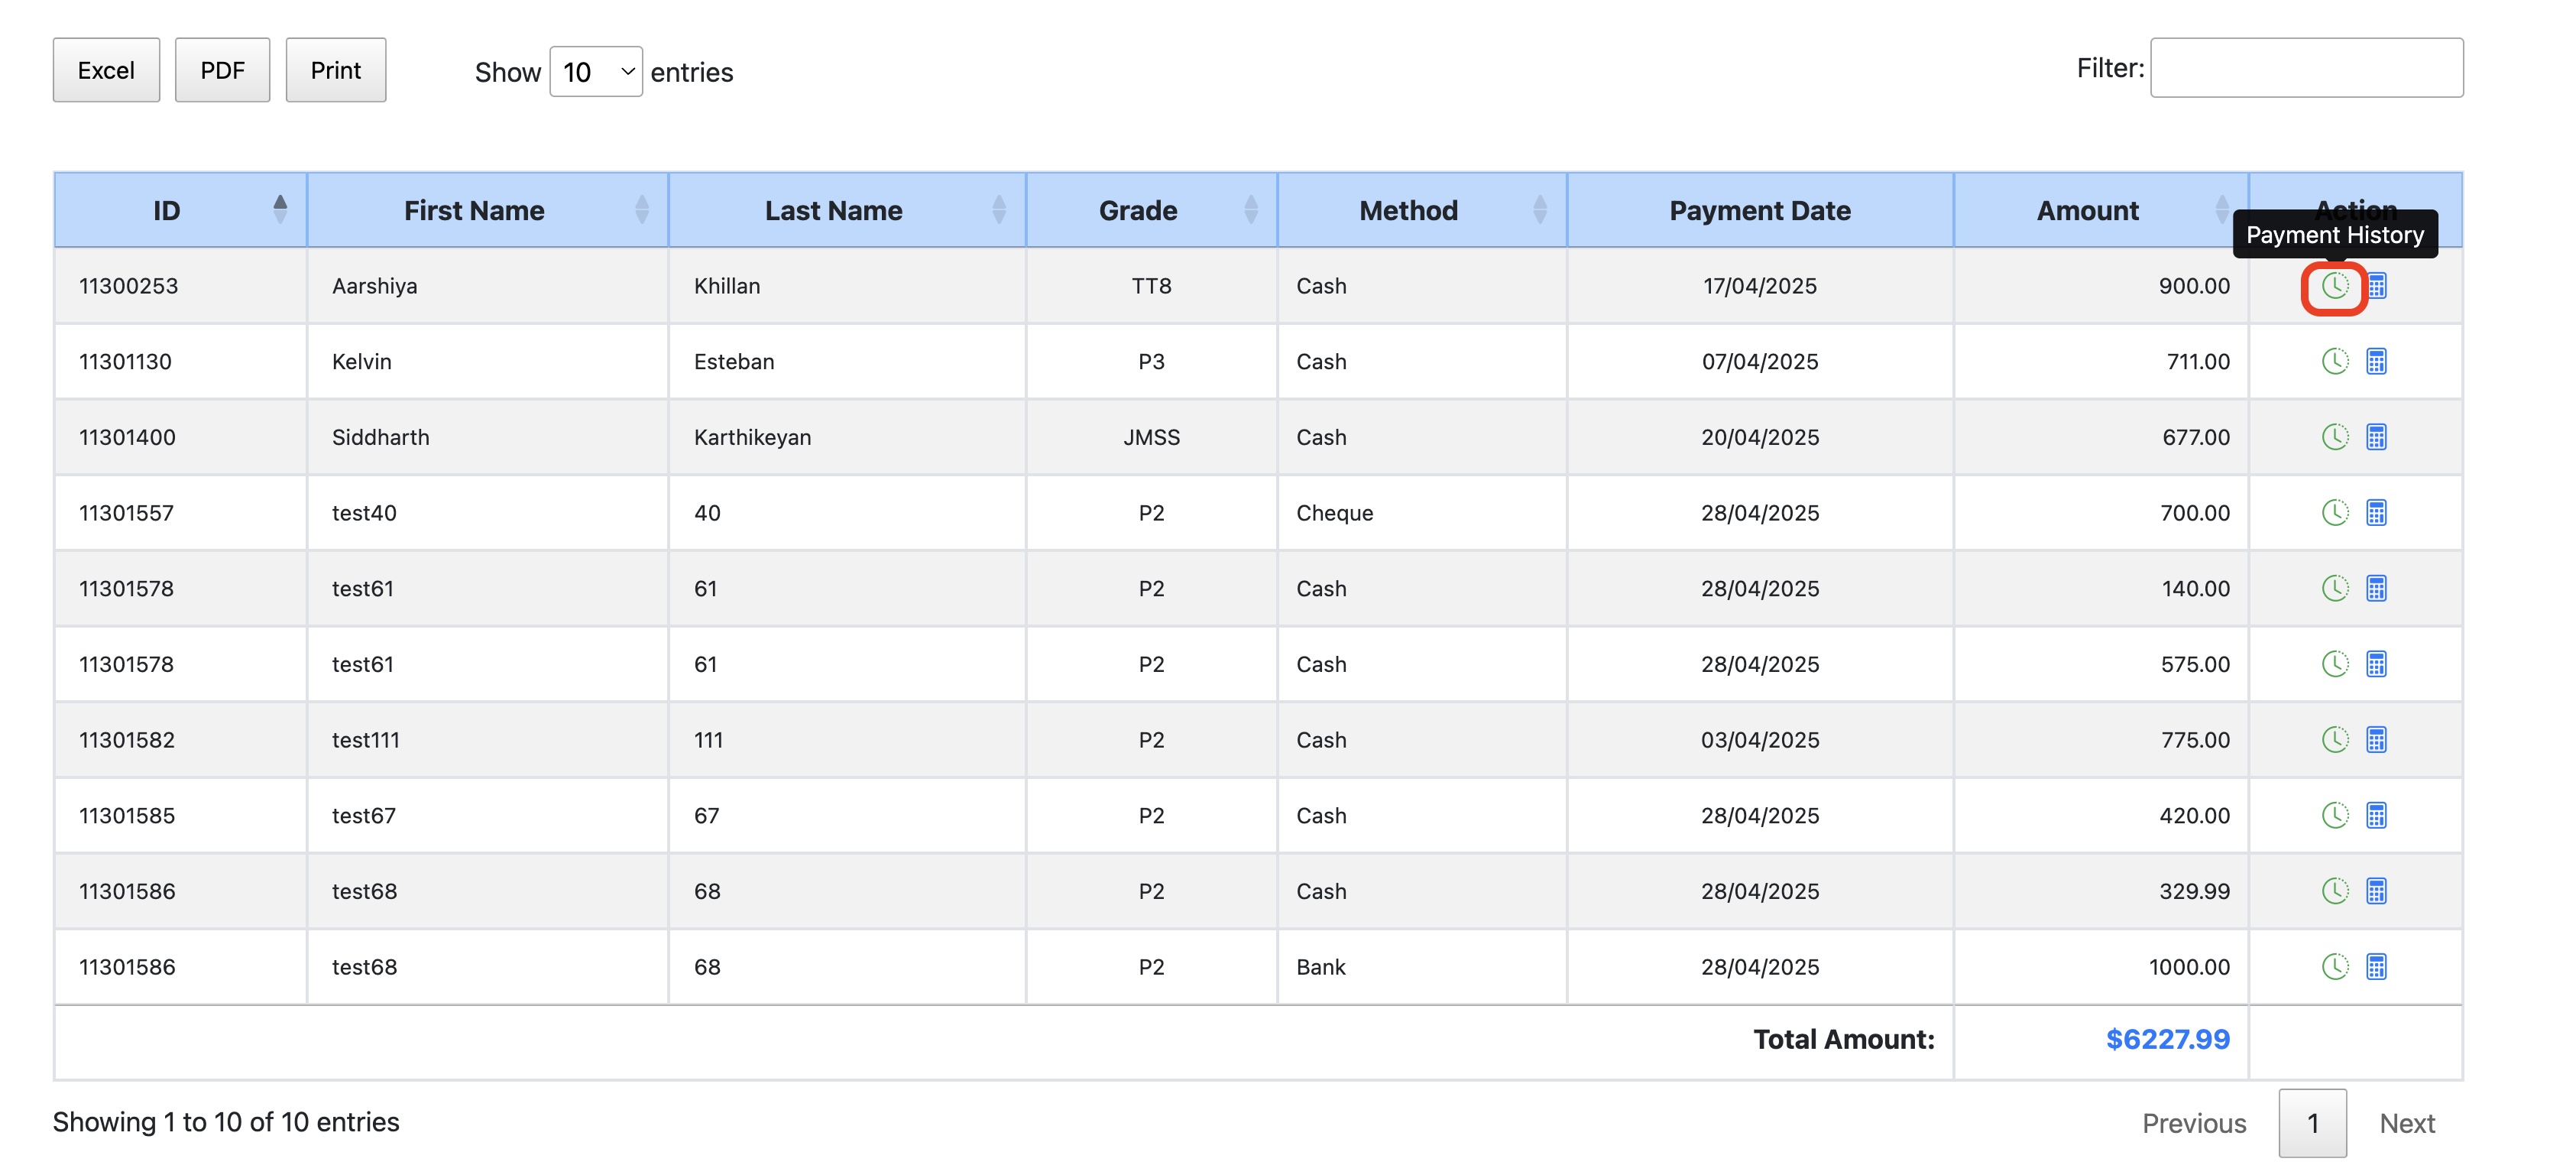 Excel PDF Print Show 10 entries Filter:
ID First Name Last Name Grade Method Payment Date Amount Action
Payment History
11300253 Aarshiya Khillan TT8 Cash 17/04/2025 900.00
11301130 Kelvin Esteban P3 Cash 07/04/2025 711.00
11301400 Siddharth Karthikeyan JMSS Cash 20/04/2025 677.00
11301557 test40 40 P2 Cheque 28/04/2025 700.00
11301578 test61 61 P2 Cash 28/04/2025 140.00
11301578 test61 61 P2 Cash 28/04/2025 575.00
11301582 test111 111 P2 Cash 03/04/2025 775.00
11301585 test67 67 P2 Cash 28/04/2025 420.00
11301586 test68 68 P2 Cash 28/04/2025 329.99
11301586 test68 68 P2 Bank 28/04/2025 1000.00
Total Amount: $6227.99
Showing 1 to 10 of 10 entries Previous 1 Next